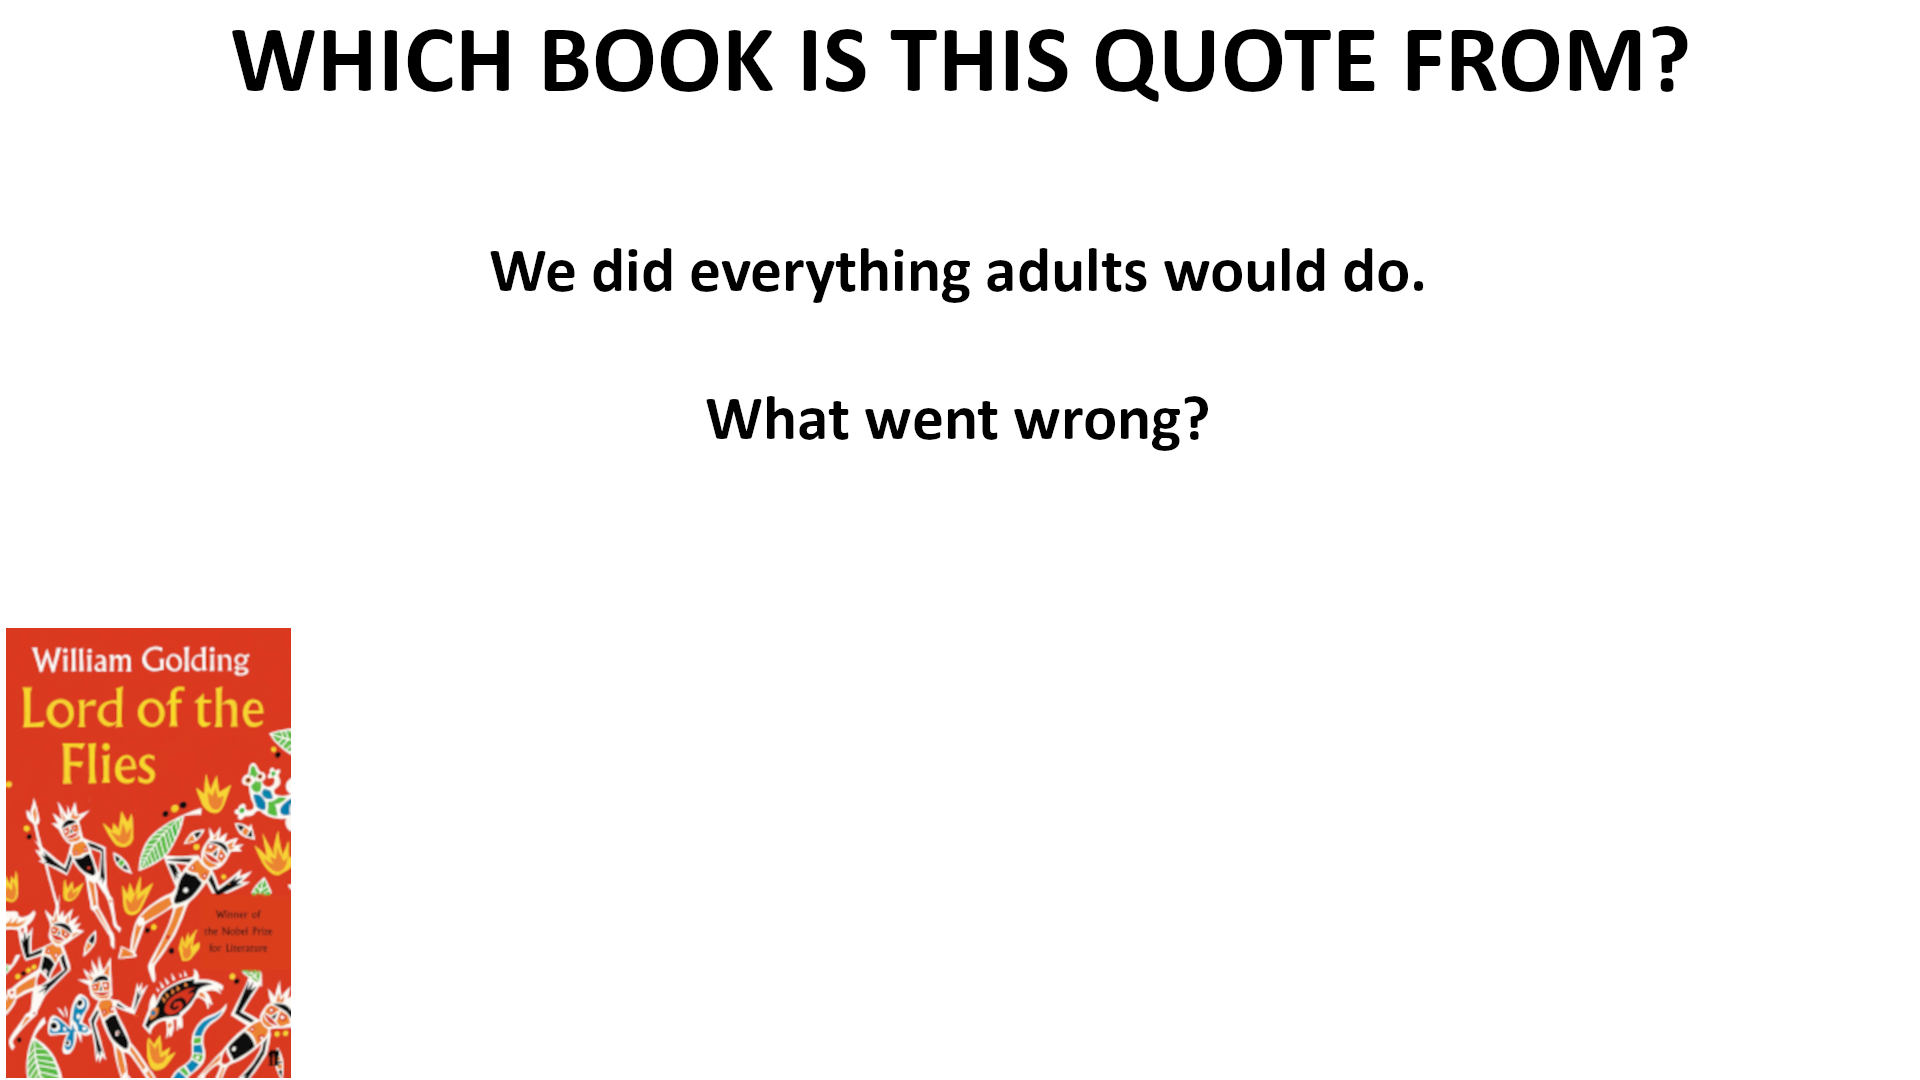 WHICH BOOK IS THIS QUOTE FROM?
We did everything adults would do.
What went wrong?
William Golding
Lord of the
Flies
Winner of
the Nobel Prize
for Literature
ff